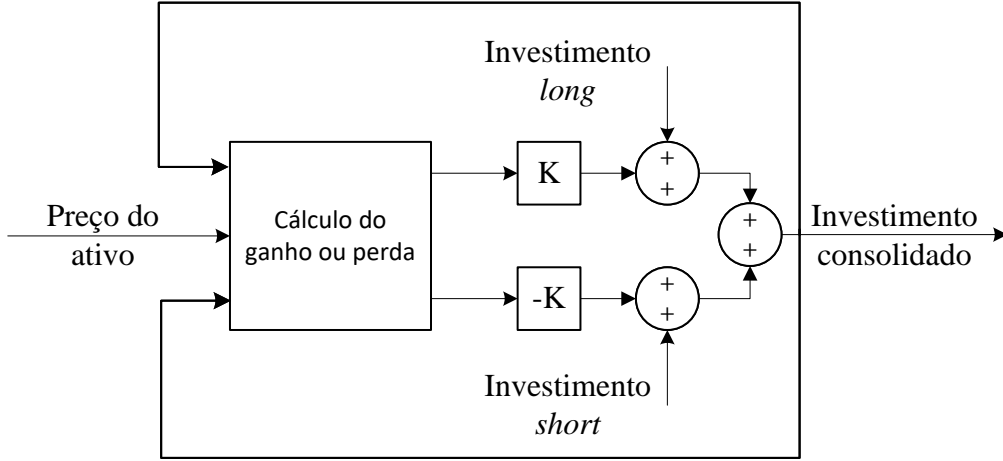 Investimento
long
Preço do
ativo
Cálculo do
ganho ou perda
K
-K
+
+
+
+
+
+
Investimento
consolidado
Investimento
short